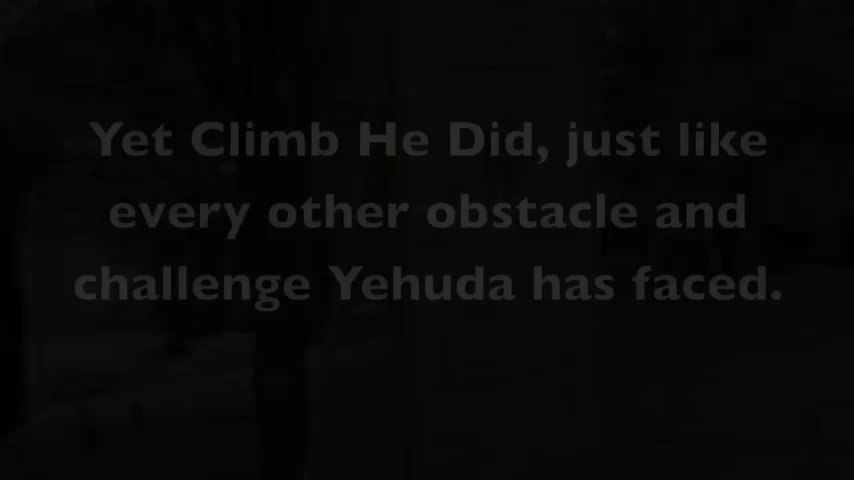 Yet Climb He Did, just like
every other obstacle and
challenge Yehuda has faced.